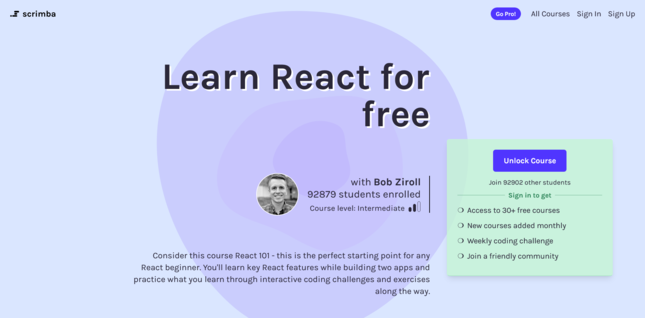 scrimba
Go Pro!
All Courses
Sign In
Sign Up
Learn React for
free
with Bob Ziroll
92879 students enrolled
Course level: Intermediate
Consider this course React 101 - this is the perfect starting point for any
React beginner. You'll learn key React features while building two apps and
practice what you learn through interactive coding challenges and exercises
along the way.
Unlock Course
Join 92902 other students
Sign in to get
Access to 30+ free courses
New courses added monthly
Weekly coding challenge
Join a friendly community